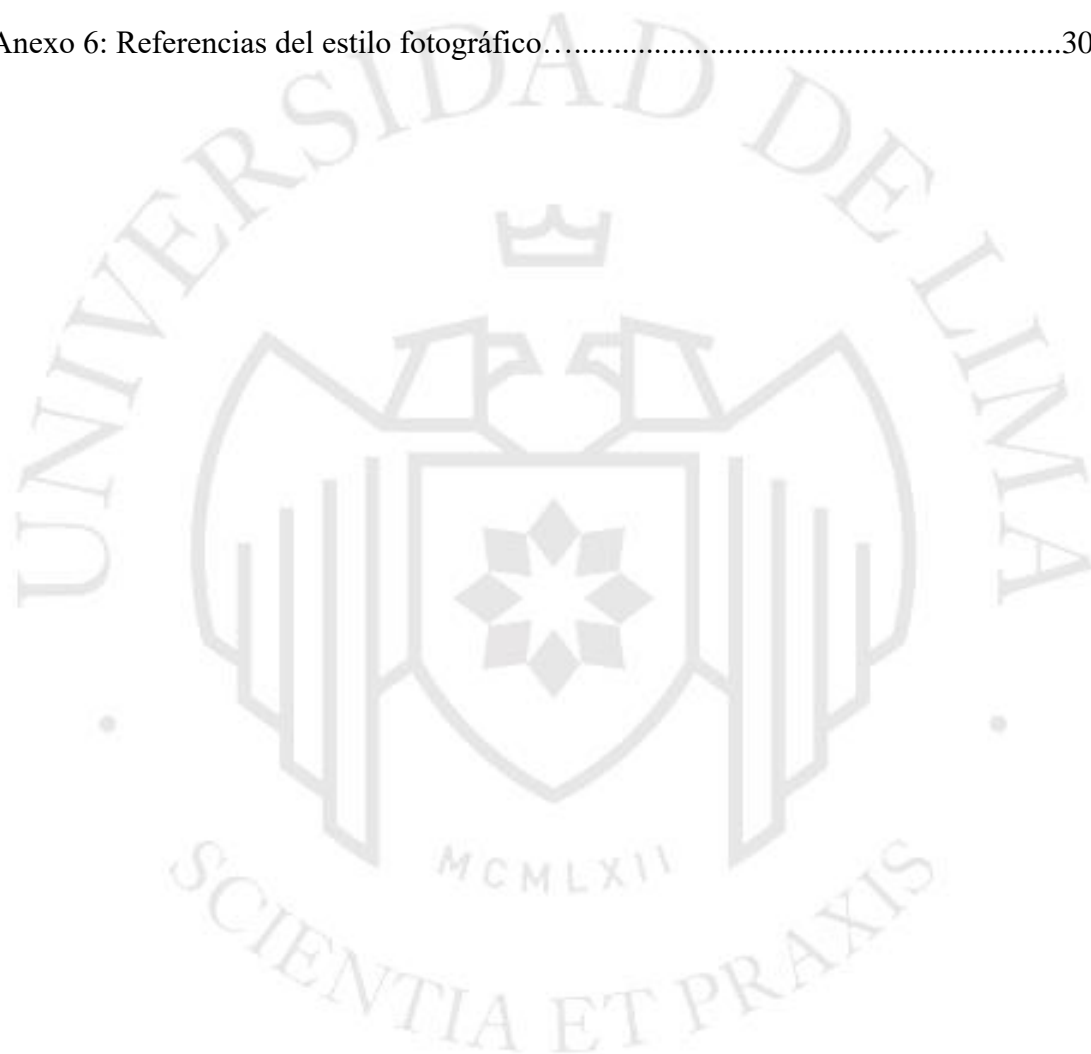 Anexo 6: Referencias del estilo fotográfico............................................................................30
UNIVERSIDAD DE LIMA
MCMLXII
SCIENTIA ET PRAXIS